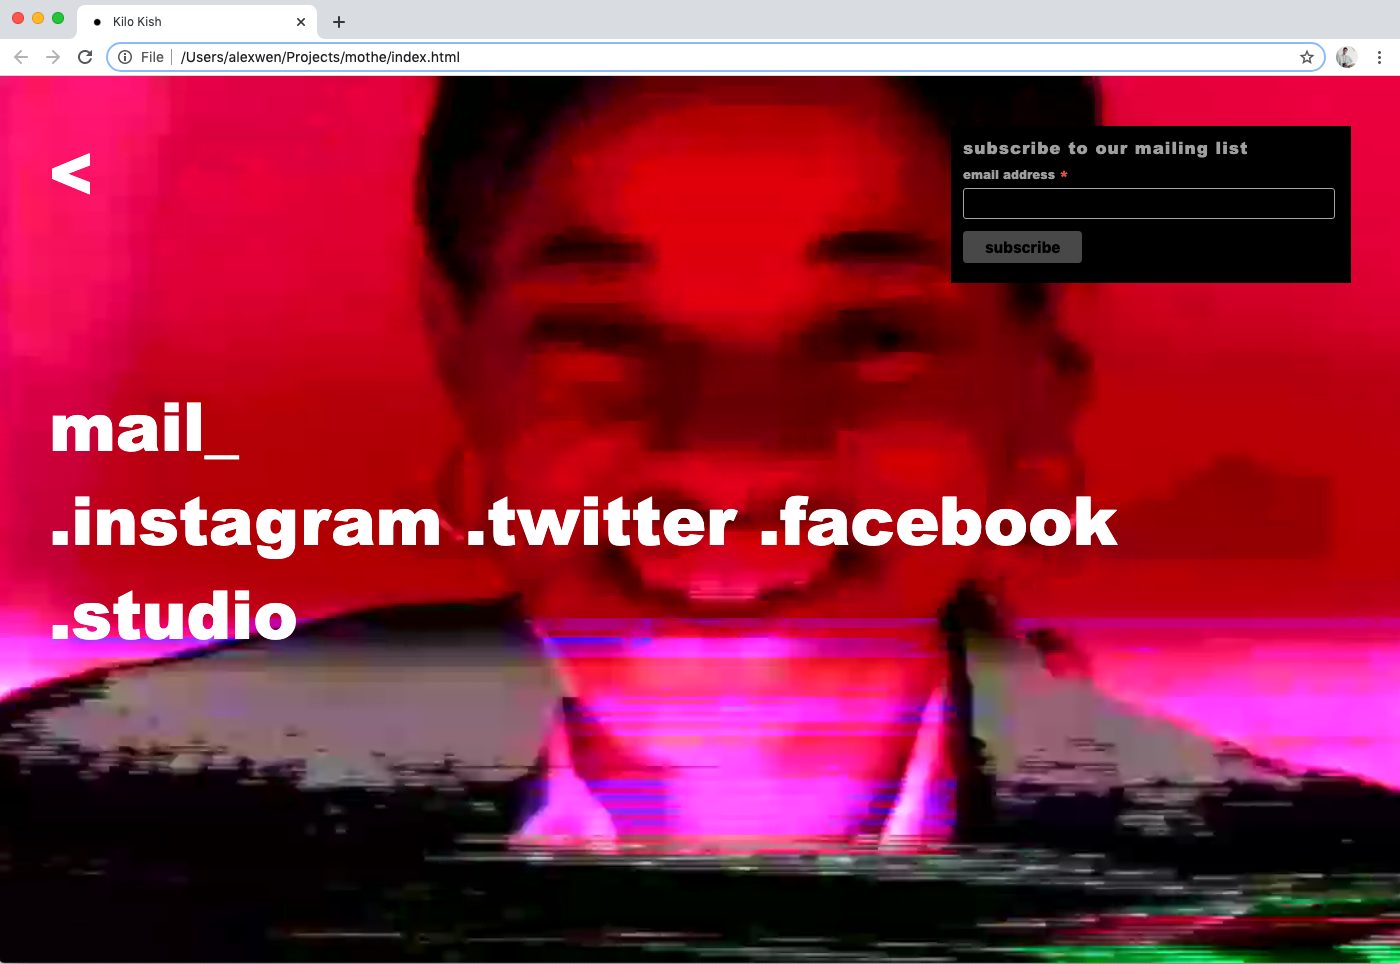 Kilo Kish
File /Users/alexwen/Projects/mothe/index.html
<
subscribe to our mailing list
email address *
subscribe
mail_
.instagram .twitter .facebook
.studio